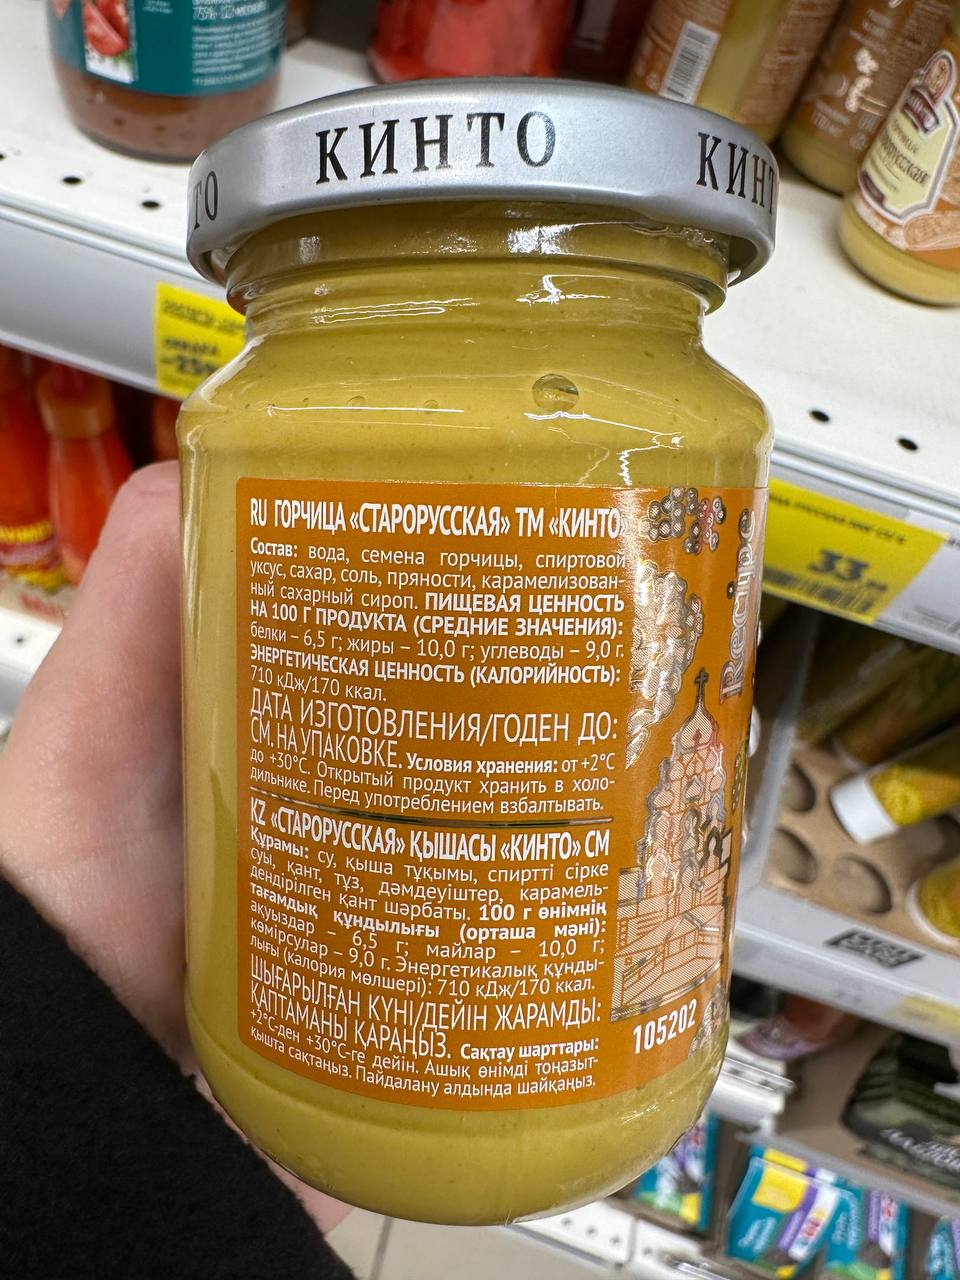 КИНТО
RU ГОРЧИЦА «СТАРОРУССКАЯ» ТМ «КИНТО
Состав: вода, семена горчицы, спиртовой
уксус, сахар, соль, пряности, карамелизован-
ный сахарный сироп. ПИЩЕВАЯ ЦЕННОСТЬ
НА 100 Г ПРОДУКТА (СРЕДНИЕ ЗНАЧЕНИЯ):
белки – 6,5 г; жиры – 10,0 г; углеводы – 9,0 г.
ЭНЕРГЕТИЧЕСКАЯ ЦЕННОСТЬ (КАЛОРИЙНОСТЬ):
710 кДж/170 ккал.
ДАТА ИЗГОТОВЛЕНИЯ/ГОДЕН ДО:
СМ. НА УПАКОВКЕ. Условия хранения: от +2°С
до +30°С. Открытый продукт хранить в холо-
дильнике. Перед употреблением взбалтывать.
KZ «СТАРОРУССКАЯ» ҚЫШАСЫ «КИНТО» СМ
Құрамы: су, қыша тұқымы, спиртті сірке
суы, қант, тұз, дәмдеуіштер, карамель-
дендірілген қант шәрбаты. 100 г өнімнің
тағамдық құндылығы (орташа мәні):
ақуыздар – 6,5 г; майлар – 10,0 г;
көмірсулар – 9,0 г. Энергетикалық құнды-
лығы (калория мөлшері): 710 кДж/170 ккал.
ШЫҒАРЫЛҒАН КҮНІ/ДЕЙІН ЖАРАМДЫ:
ҚАПТАМАНЫ ҚАРАҢЫЗ. Сақтау шарттары:
+2°С-ден +30°С-ге дейін. Ашық өнімді тоңазыт-
қышта сақтаңыз. Пайдалану алдында шайқаңыз.
105202
Recipe
33